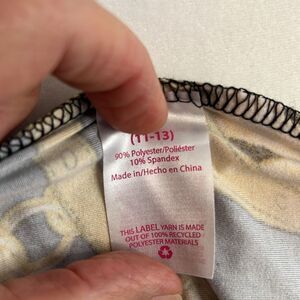 (11-13)
90% Polyester/Poliéster
10% Spandex
Made in/Hecho en China
THIS LABEL YARN IS MADE
OUT OF 100% RECYCLED
POLYESTER MATERIALS